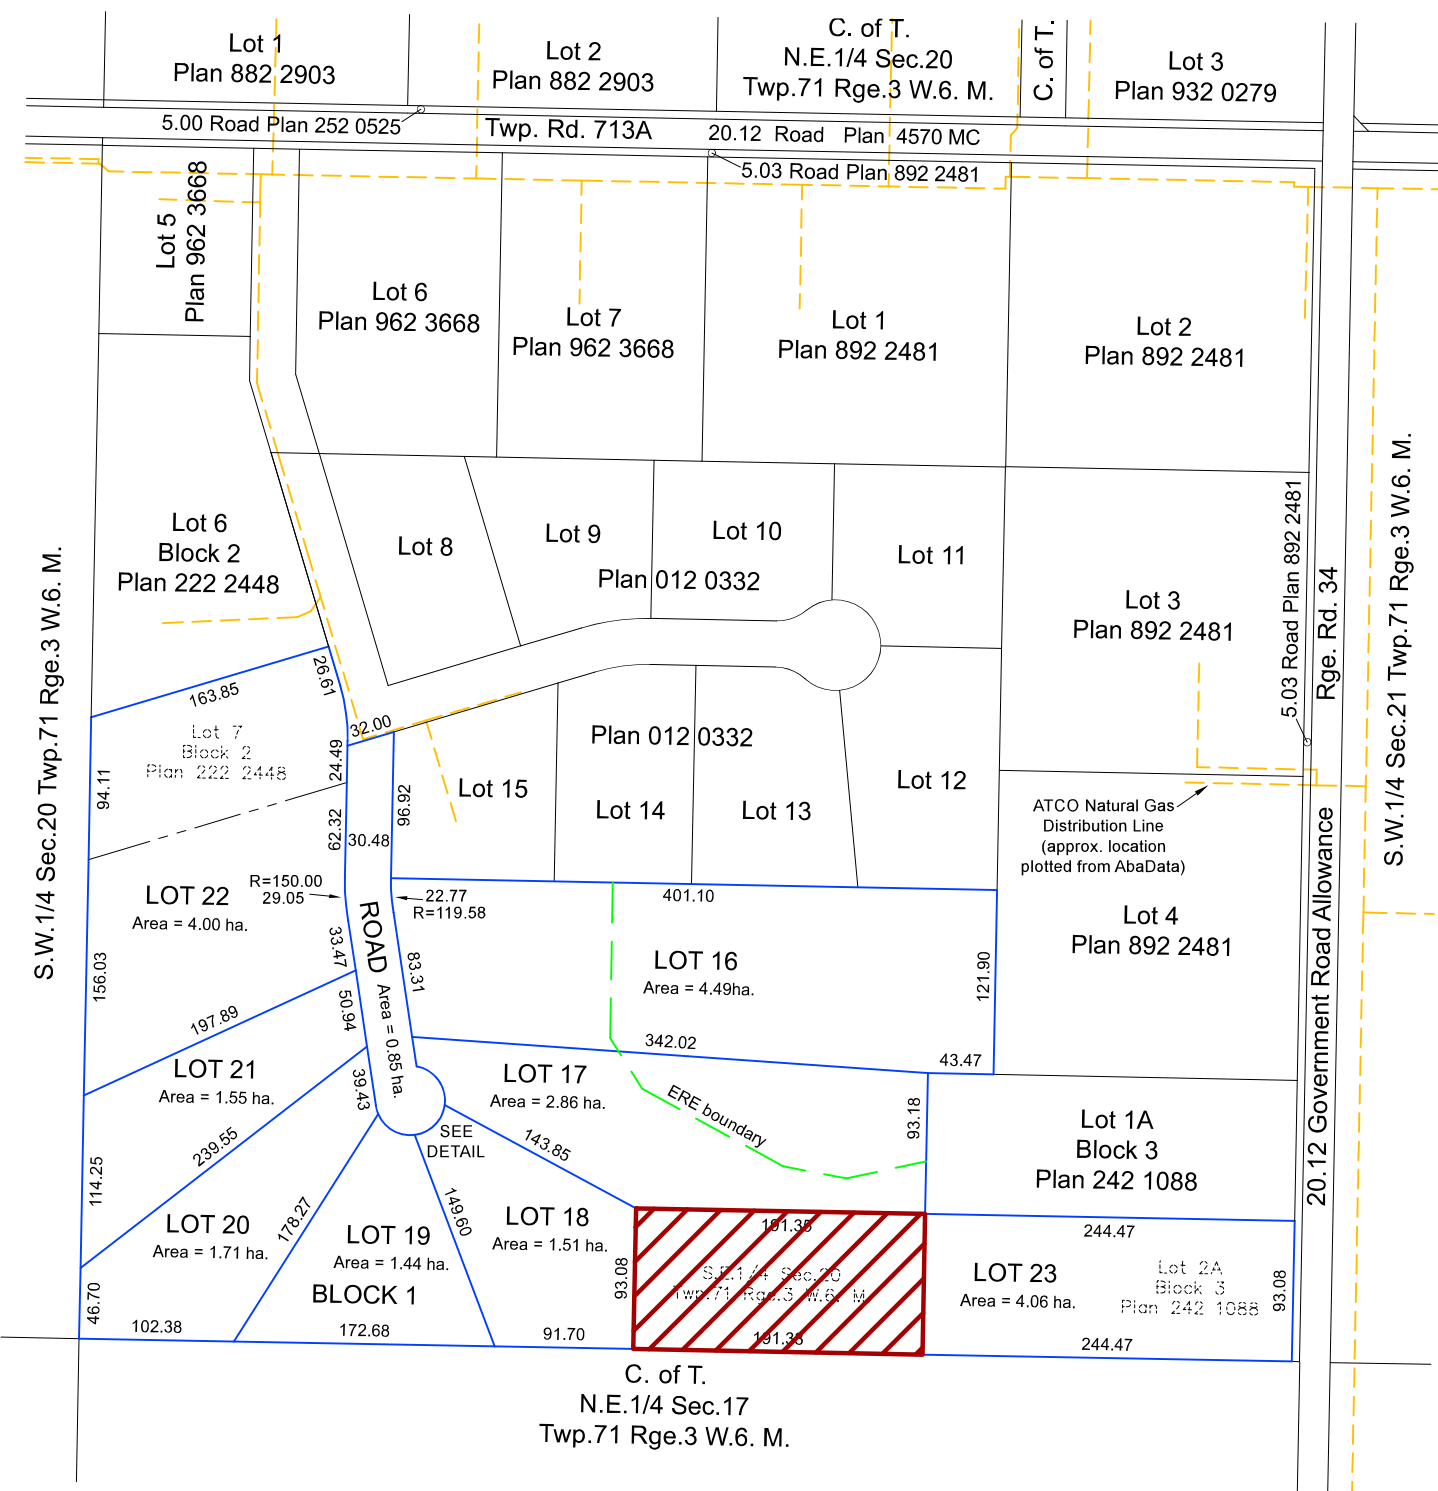 Lot 1
Plan 882 2903
Lot 2
Plan 882 2903
C. of T.
N.E.1/4 Sec.20
Twp.71 Rge.3 W.6. M.
C. of T.
Lot 3
Plan 932 0279
5.00 Road Plan 252 0525
Twp. Rd. 713A
20.12 Road Plan 4570 MC
5.03 Road Plan 892 2481
Lot 5
Plan 962 3668
Lot 6
Plan 962 3668
Lot 7
Plan 962 3668
Lot 1
Plan 892 2481
Lot 2
Plan 892 2481
Lot 6
Block 2
Plan 222 2448
Lot 8
Lot 9
Lot 10
Lot 11
Plan 012 0332
Lot 3
Plan 892 2481
5.03 Road Plan 892 2481
Rge. Rd. 34
S.W.1/4 Sec.21 Twp.71 Rge.3 W.6. M.
S.W.1/4 Sec.20 Twp.71 Rge.3 W.6. M.
163.85
26.61
32.00
Lot 7
Block 2
Plan 222 2448
24.49
94.11
Plan 012 0332
Lot 15
Lot 14
Lot 13
Lot 12
ATCO Natural Gas
Distribution Line
(approx. location
plotted from AbaData)
62.32
30.48
96.92
R=150.00
29.05
22.77
R=119.58
401.10
LOT 22
Area = 4.00 ha.
ROAD Area = 0.85 ha.
33.47
83.31
LOT 16
Area = 4.49ha.
121.90
Lot 4
Plan 892 2481
156.03
197.89
50.94
342.02
43.47
LOT 21
Area = 1.55 ha.
39.43
LOT 17
Area = 2.86 ha.
ERE boundary
93.18
Lot 1A
Block 3
Plan 242 1088
20.12 Government Road Allowance
SEE
DETAIL
143.85
239.55
114.25
178.27
149.60
LOT 20
Area = 1.71 ha.
LOT 19
Area = 1.44 ha.
BLOCK 1
LOT 18
Area = 1.51 ha.
191.35
93.08
S.E.1/4 Sec.20
Twp.71 Rge.3 W.6. M.
244.47
LOT 23
Area = 4.06 ha.
Lot 2A
Block 3
Plan 242 1088
93.08
46.70
102.38
172.68
91.70
191.33
244.47
C. of T.
N.E.1/4 Sec.17
Twp.71 Rge.3 W.6. M.